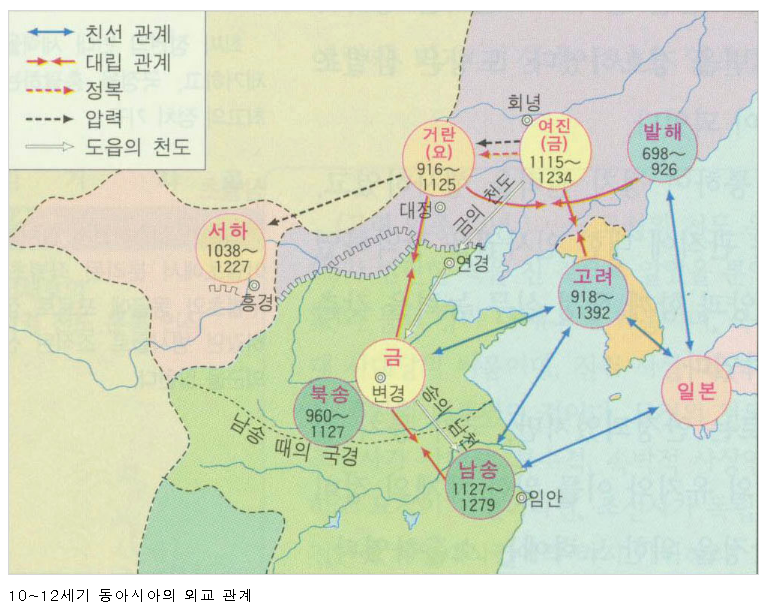 친선 관계
대립 관계
정복
압력
도읍의 천도
회녕
거란
(요)
916~
1125
여진
(금)
1115~
1234
발해
698~
926
대정
금의 천도
서하
1038~
1227
흥경
연경
고려
918~
1392
금
변경
북송
960~
1127
송의 남천
남송 때의 국경
일본
남송
1127~
1279
임안
10~12세기 동아시아의 외교 관계